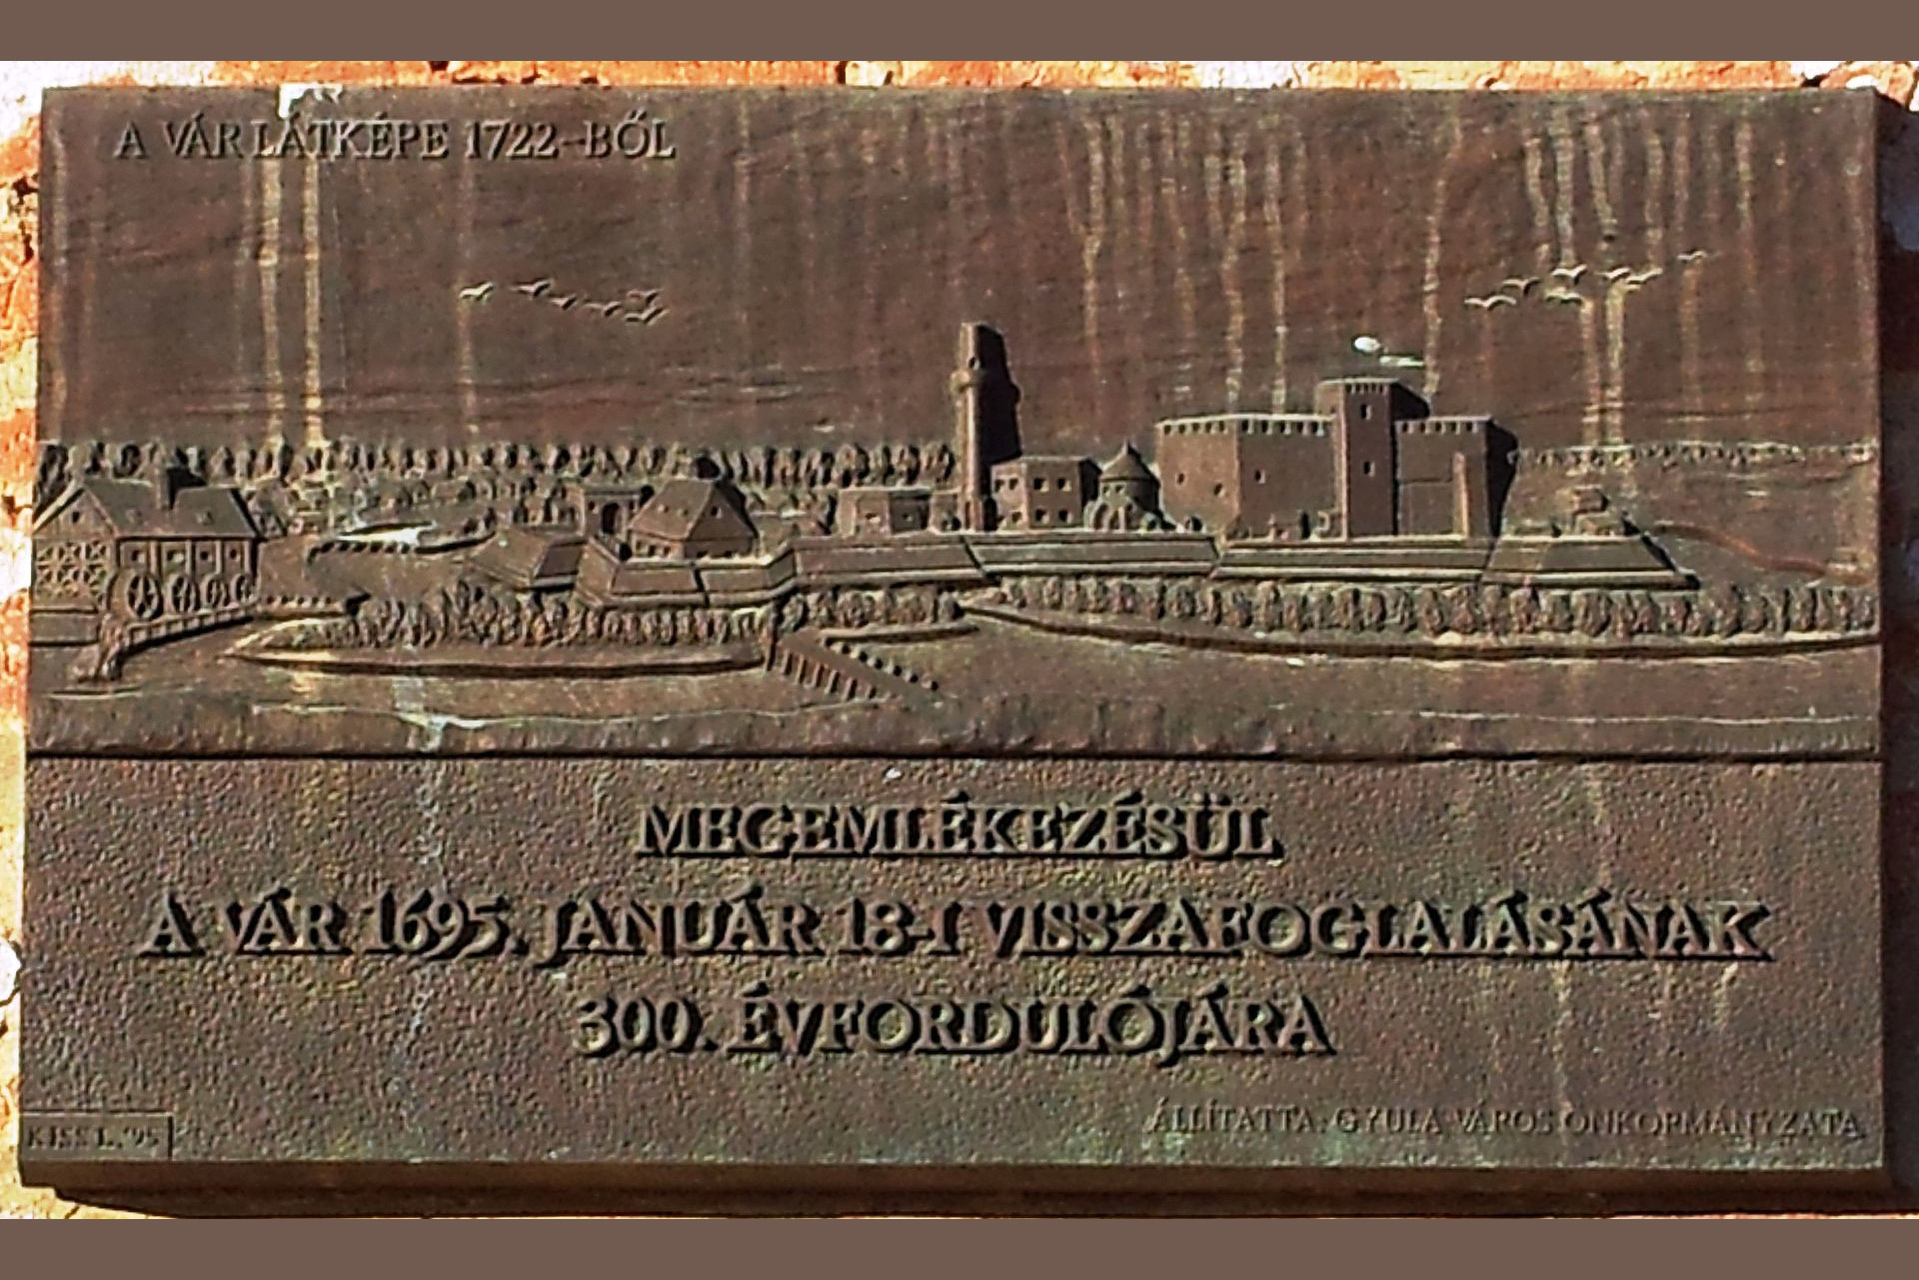 A VÁR LÁTKÉPE 1722-BŐL
MEGEMLÉKEZÉSÜL
A VÁR 1695. JANUÁR 18-I VISSZAFOGLALÁSÁNAK
300. ÉVFORDULÓJÁRA
ÁLLÍTATTA: GYULA VÁROS ÖNKORMÁNYZATA
KISS L. '95